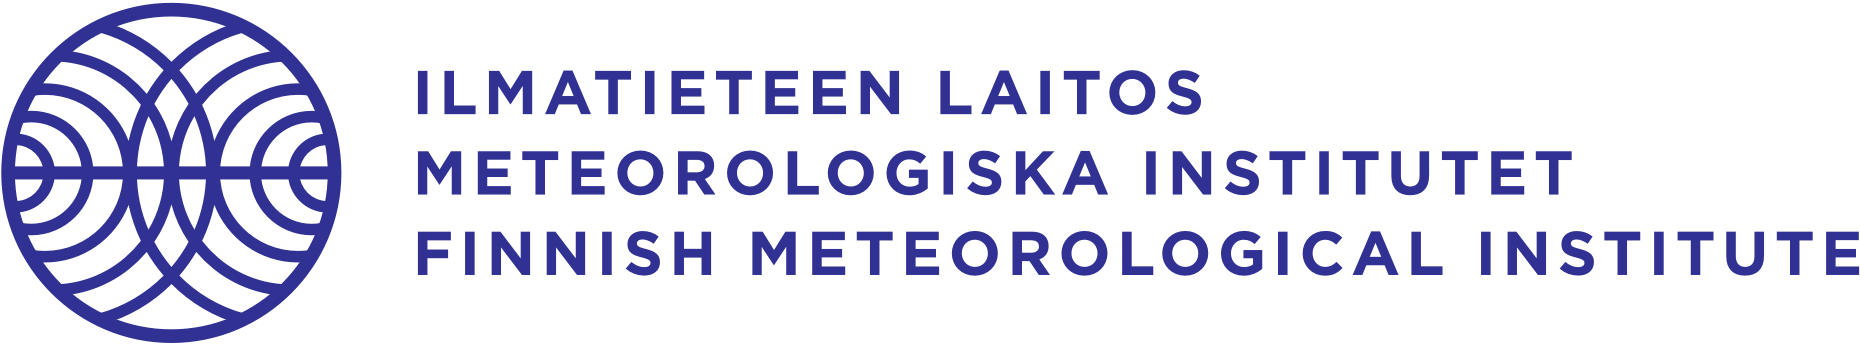 ILMATIETEEN LAITOS
METEOROLOGISKA INSTITUTET
FINNISH METEOROLOGICAL INSTITUTE